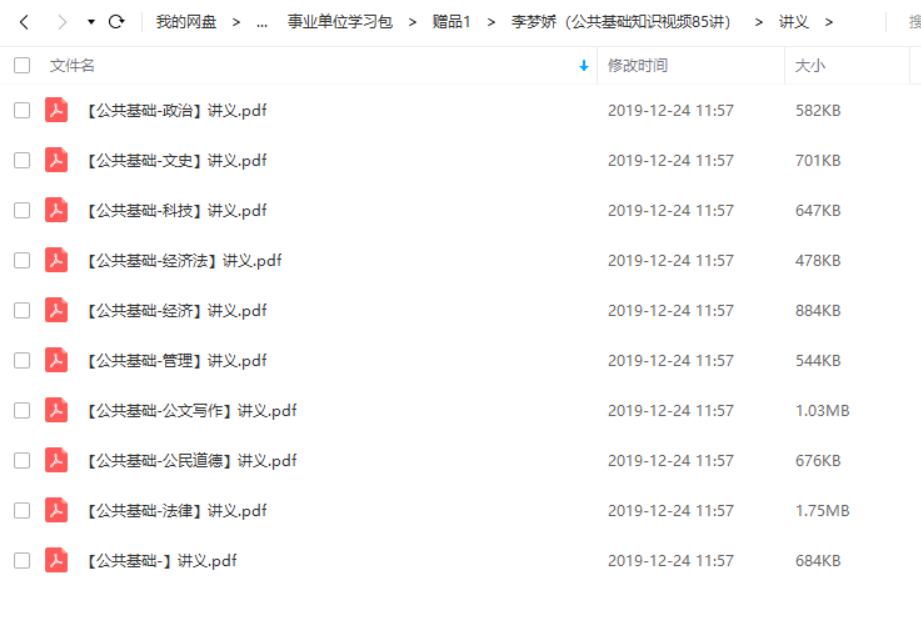 我的网盘 > ... 事业单位学习包 > 赠品1 > 李梦娇（公共基础知识视频85讲） > 讲义 > 搜
文件名 修改时间 大小
【公共基础-政治】讲义.pdf 2019-12-24 11:57 582KB
【公共基础-文史】讲义.pdf 2019-12-24 11:57 701KB
【公共基础-科技】讲义.pdf 2019-12-24 11:57 647KB
【公共基础-经济法】讲义.pdf 2019-12-24 11:57 478KB
【公共基础-经济】讲义.pdf 2019-12-24 11:57 884KB
【公共基础-管理】讲义.pdf 2019-12-24 11:57 544KB
【公共基础-公文写作】讲义.pdf 2019-12-24 11:57 1.03MB
【公共基础-公民道德】讲义.pdf 2019-12-24 11:57 676KB
【公共基础-法律】讲义.pdf 2019-12-24 11:57 1.75MB
【公共基础-】讲义.pdf 2019-12-24 11:57 684KB